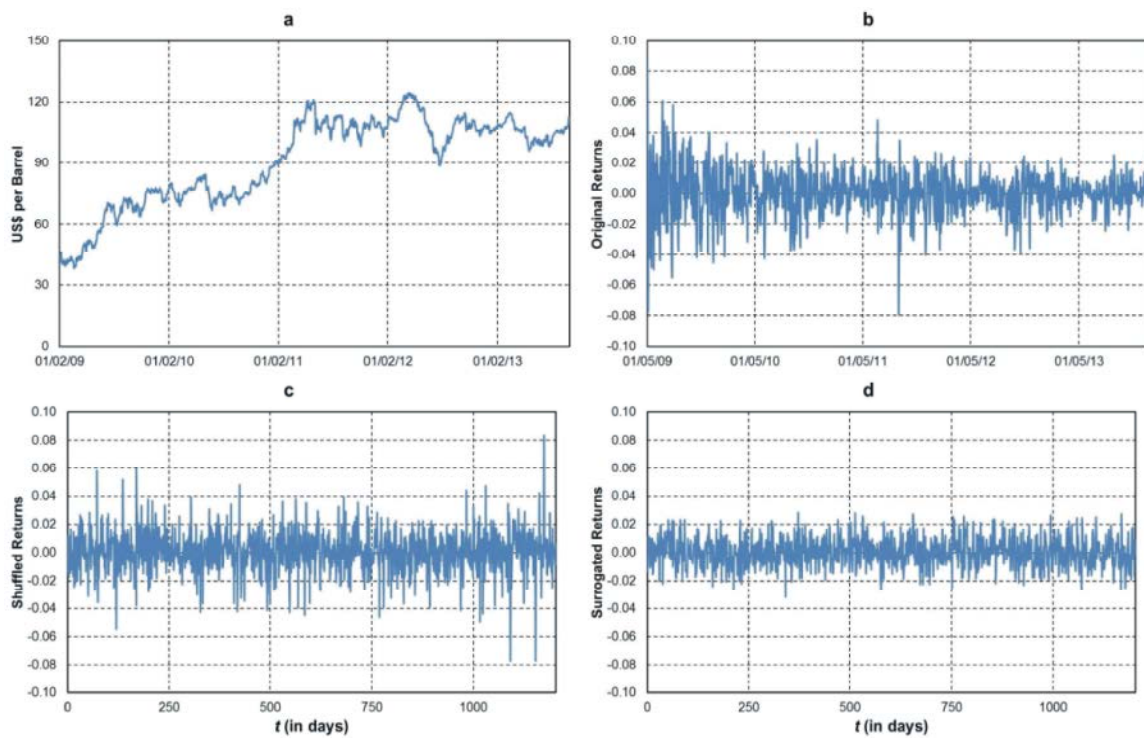 a
150
120
90
60
30
0
US$ per Barrel
01/02/09 01/02/10 01/02/11 01/02/12 01/02/13
b
0.10
0.08
0.06
0.04
0.02
0.00
-0.02
-0.04
-0.06
-0.08
-0.10
Original Returns
01/05/09 01/05/10 01/05/11 01/05/12 01/05/13
c
0.10
0.08
0.06
0.04
0.02
0.00
-0.02
-0.04
-0.06
-0.08
-0.10
Shuffled Returns
0 250 500 750 1000
t (in days)
d
0.10
0.08
0.06
0.04
0.02
0.00
-0.02
-0.04
-0.06
-0.08
-0.10
Surrogated Returns
0 250 500 750 1000
t (in days)